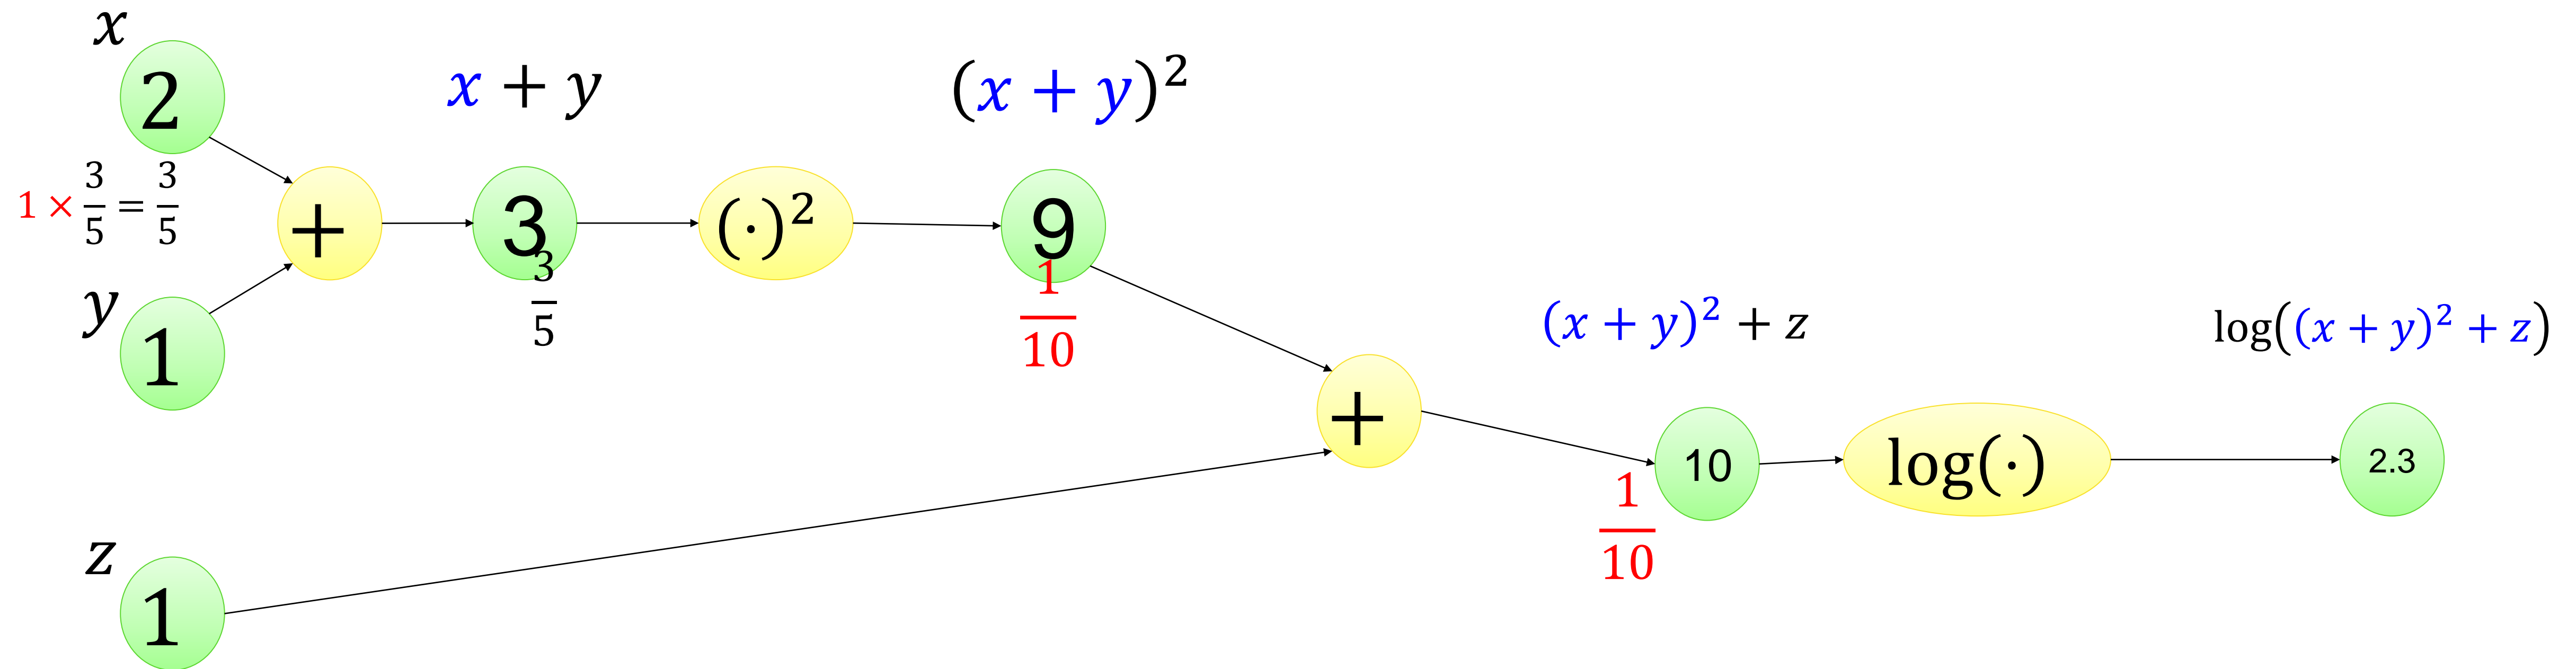 x
2
x + y
(x + y)²
1 × 3/5 = 3/5
+
3
(·)²
9
3/5
1/10
y
1
(x + y)² + z
log((x + y)² + z)
+
10
log(·)
2.3
1/10
z
1